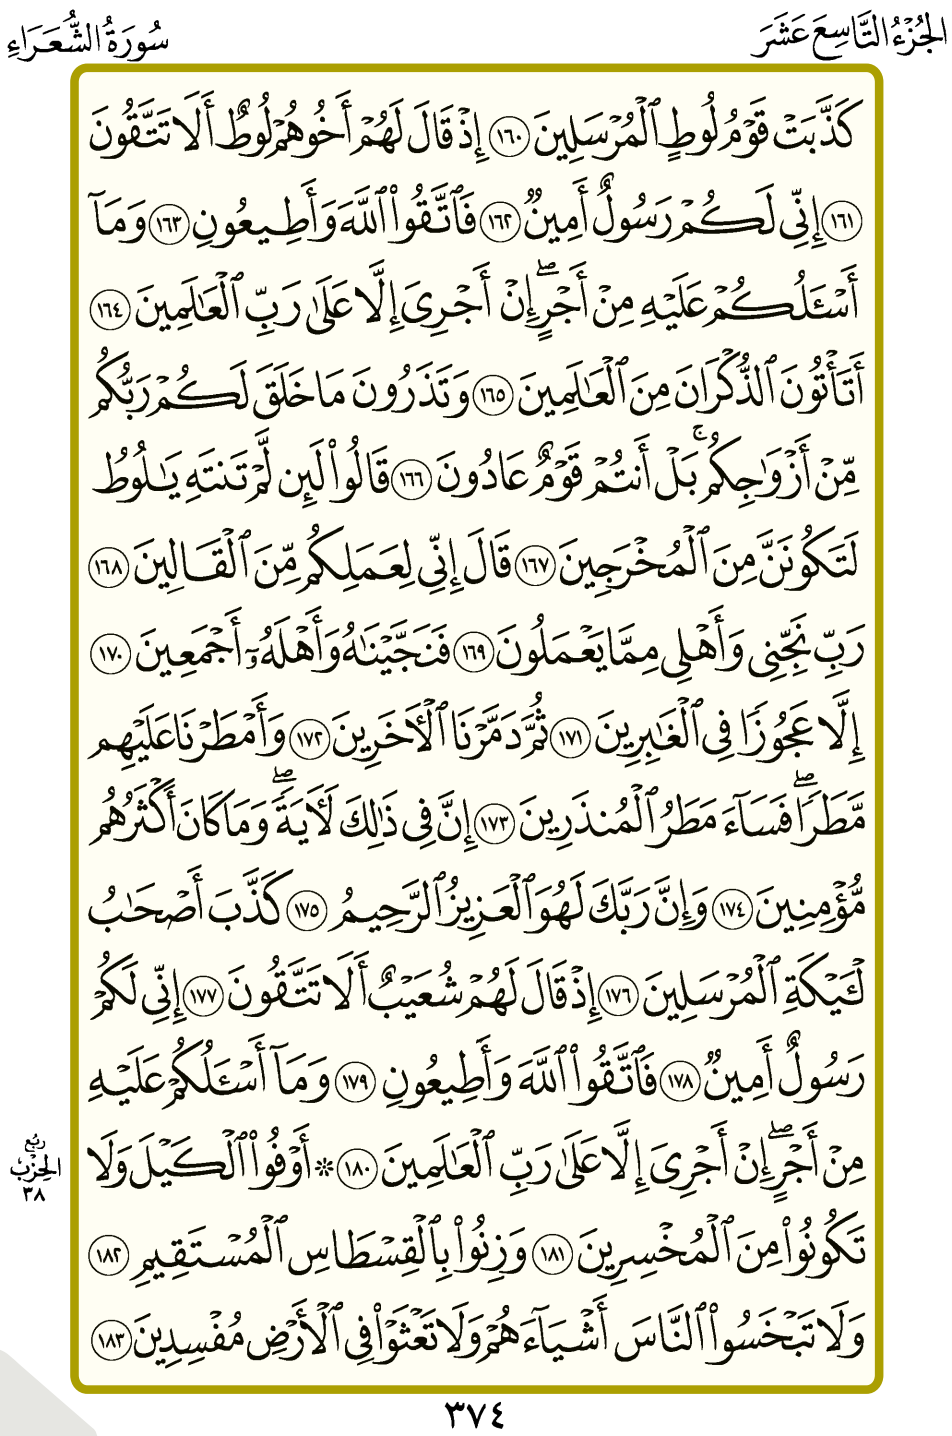 الجُزْءُ التَّاسِعَ عَشَرَ
سُورَةُ الشُّعَرَاءِ
كَذَّبَتۡ قَوۡمُ لُوطٍ ٱلۡمُرۡسَلِينَ ١٦٠ إِذۡ قَالَ لَهُمۡ أَخُوهُمۡ لُوطٌ أَلَا تَتَّقُونَ
١٦١ إِنِّي لَكُمۡ رَسُولٌ أَمِينٌ ١٦٢ فَٱتَّقُواْ ٱللَّهَ وَأَطِيعُونِ ١٦٣ وَمَآ
أَسۡـَٔلُكُمۡ عَلَيۡهِ مِنۡ أَجۡرٍۖ إِنۡ أَجۡرِيَ إِلَّا عَلَىٰ رَبِّ ٱلۡعَٰلَمِينَ ١٦٤
أَتَأۡتُونَ ٱلذُّكۡرَانَ مِنَ ٱلۡعَٰلَمِينَ ١٦٥ وَتَذَرُونَ مَا خَلَقَ لَكُمۡ رَبُّكُم
مِّنۡ أَزۡوَٰجِكُمۚ بَلۡ أَنتُمۡ قَوۡمٌ عَادُونَ ١٦٦ قَالُواْ لَئِن لَّمۡ تَنتَهِ يَٰلُوطُ
لَتَكُونَنَّ مِنَ ٱلۡمُخۡرَجِينَ ١٦٧ قَالَ إِنِّي لِعَمَلِكُم مِّنَ ٱلۡقَالِينَ ١٦٨
رَبِّ نَجِّنِي وَأَهۡلِي مِمَّا يَعۡمَلُونَ ١٦٩ فَنَجَّيۡنَٰهُ وَأَهۡلَهُۥٓ أَجۡمَعِينَ ١٧٠
إِلَّا عَجُوزٗا فِي ٱلۡغَٰبِرِينَ ١٧١ ثُمَّ دَمَّرۡنَا ٱلۡأٓخَرِينَ ١٧٢ وَأَمۡطَرۡنَا عَلَيۡهِم
مَّطَرٗاۖ فَسَآءَ مَطَرُ ٱلۡمُنذَرِينَ ١٧٣ إِنَّ فِي ذَٰلِكَ لَأٓيَةٗۖ وَمَا كَانَ أَكۡثَرُهُم
مُّؤۡمِنِينَ ١٧٤ وَإِنَّ رَبَّكَ لَهُوَ ٱلۡعَزِيزُ ٱلرَّحِيمُ ١٧٥ كَذَّبَ أَصۡحَٰبُ
لۡـَٔيۡكَةِ ٱلۡمُرۡسَلِينَ ١٧٦ إِذۡ قَالَ لَهُمۡ شُعَيۡبٌ أَلَا تَتَّقُونَ ١٧٧ إِنِّي لَكُمۡ
رَسُولٌ أَمِينٌ ١٧٨ فَٱتَّقُواْ ٱللَّهَ وَأَطِيعُونِ ١٧٩ وَمَآ أَسۡـَٔلُكُمۡ عَلَيۡهِ
مِنۡ أَجۡرٍۖ إِنۡ أَجۡرِيَ إِلَّا عَلَىٰ رَبِّ ٱلۡعَٰلَمِينَ ١٨٠ ۞ أَوۡفُواْ ٱلۡكَيۡلَ وَلَا
تَكُونُواْ مِنَ ٱلۡمُخۡسِرِينَ ١٨١ وَزِنُواْ بِٱلۡقِسۡطَاسِ ٱلۡمُسۡتَقِيمِ ١٨٢
وَلَا تَبۡخَسُواْ ٱلنَّاسَ أَشۡيَآءَهُمۡ وَلَا تَعۡثَوۡاْ فِي ٱلۡأَرۡضِ مُفۡسِدِينَ ١٨٣
رُبْع
الحِزْب
٣٨
٣٧٤